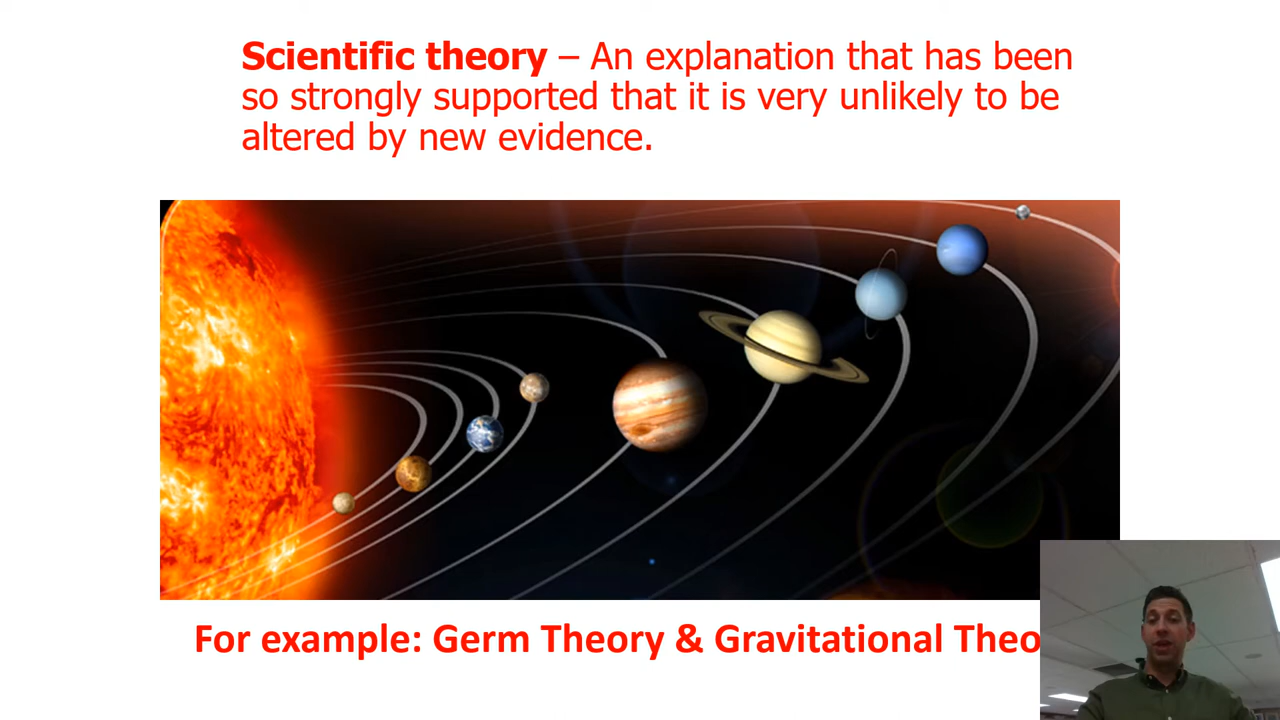 Scientific theory – An explanation that has been
so strongly supported that it is very unlikely to be
altered by new evidence.
For example: Germ Theory & Gravitational Theo